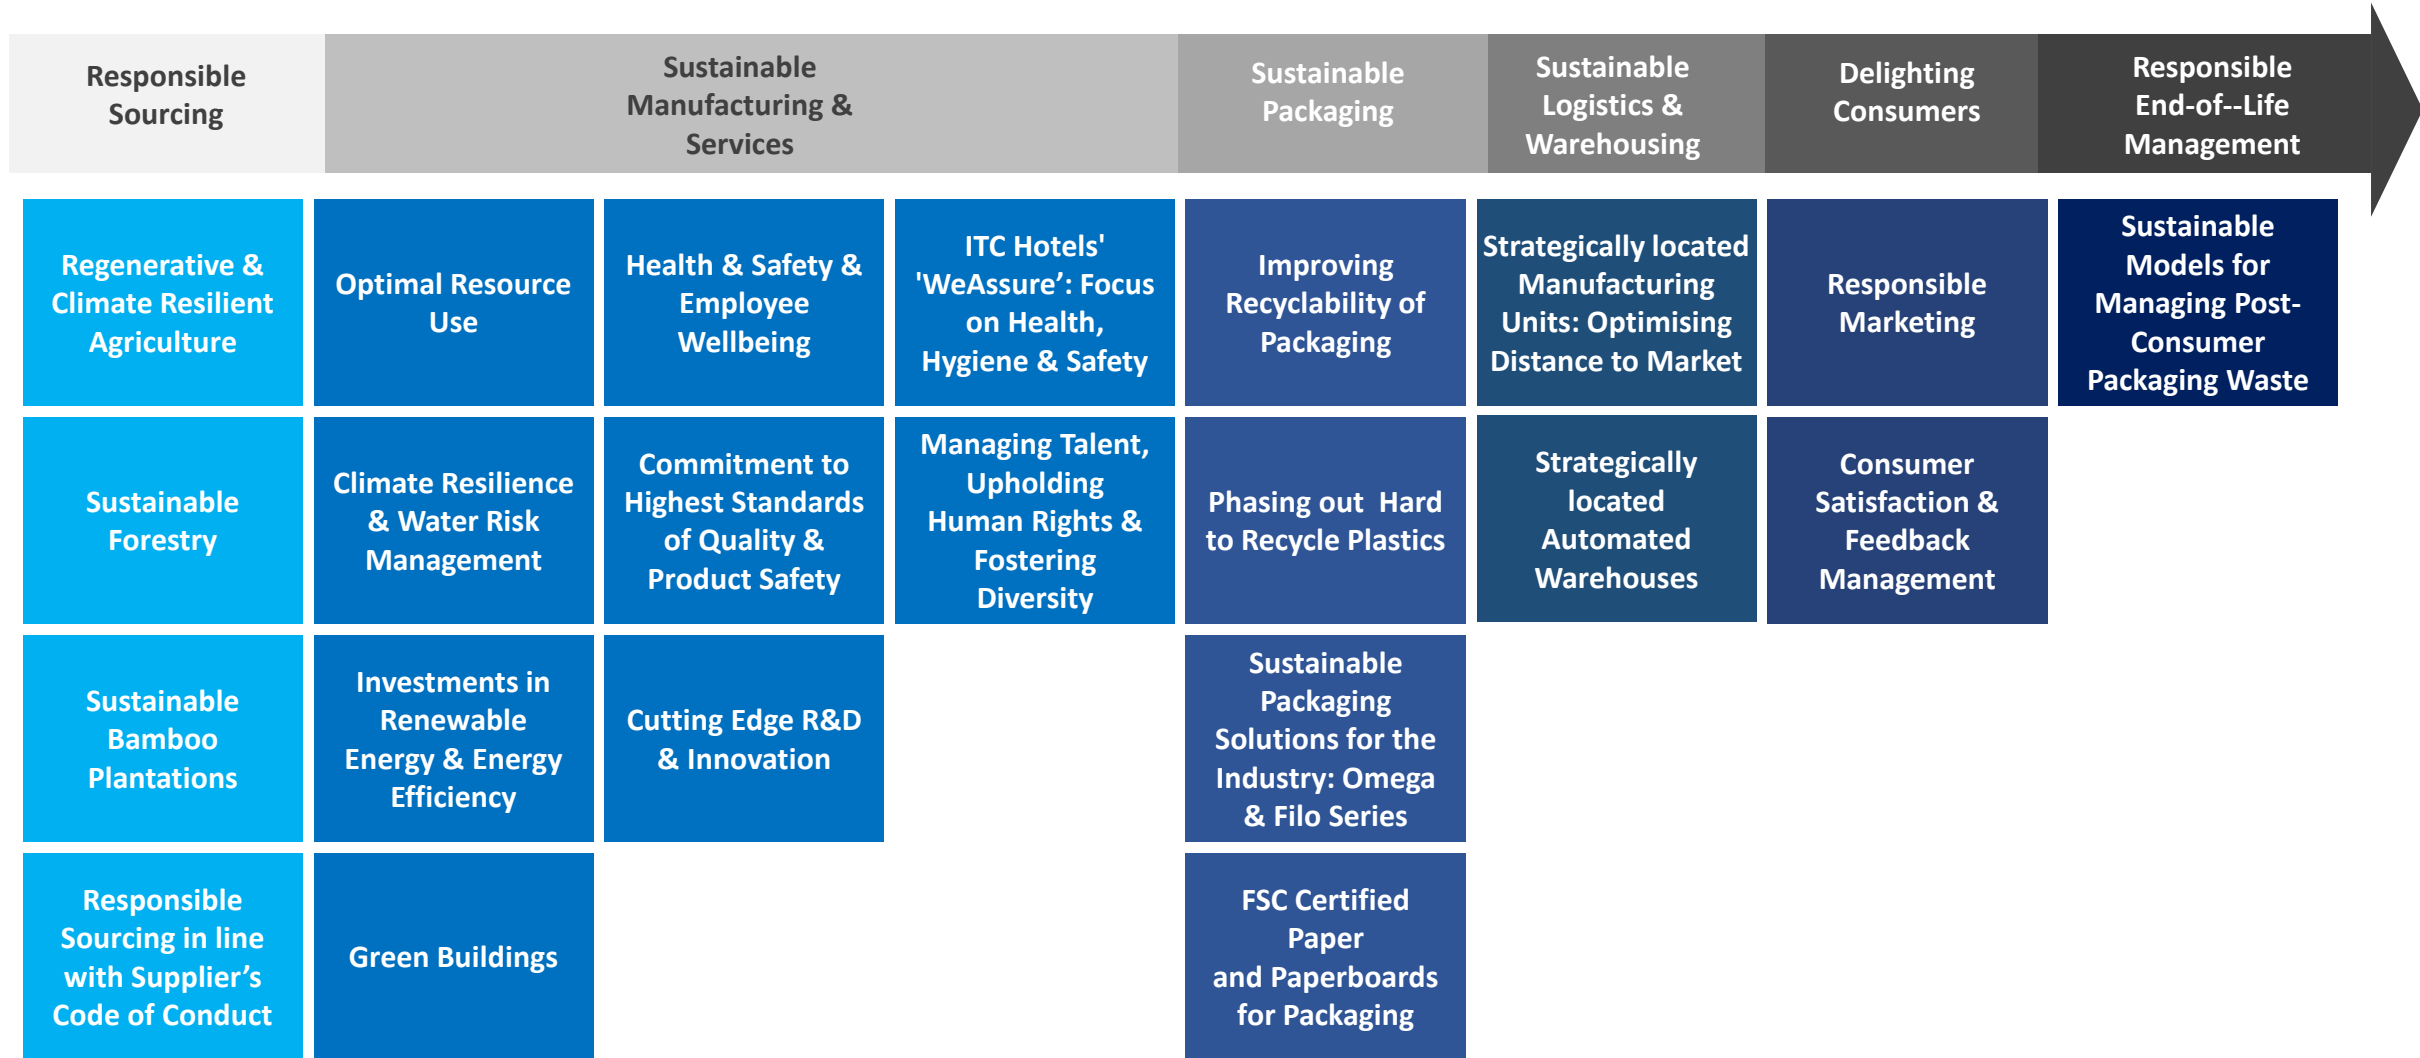 Responsible
Sourcing
Sustainable
Manufacturing &
Services
Sustainable
Packaging
Sustainable
Logistics &
Warehousing
Delighting
Consumers
Responsible
End-of--Life
Management
Regenerative &
Climate Resilient
Agriculture
Optimal Resource
Use
Health & Safety &
Employee
Wellbeing
ITC Hotels'
'WeAssure’: Focus
on Health,
Hygiene & Safety
Improving
Recyclability of
Packaging
Strategically located
Manufacturing
Units: Optimising
Distance to Market
Responsible
Marketing
Sustainable
Models for
Managing Post-
Consumer
Packaging Waste
Sustainable
Forestry
Climate Resilience
& Water Risk
Management
Commitment to
Highest Standards
of Quality &
Product Safety
Managing Talent,
Upholding
Human Rights &
Fostering
Diversity
Phasing out  Hard
to Recycle Plastics
Strategically
located
Automated
Warehouses
Consumer
Satisfaction &
Feedback
Management
Sustainable
Bamboo
Plantations
Investments in
Renewable
Energy & Energy
Efficiency
Cutting Edge R&D
& Innovation
Sustainable
Packaging
Solutions for the
Industry: Omega
& Filo Series
Responsible
Sourcing in line
with Supplier’s
Code of Conduct
Green Buildings
FSC Certified
Paper
and Paperboards
for Packaging